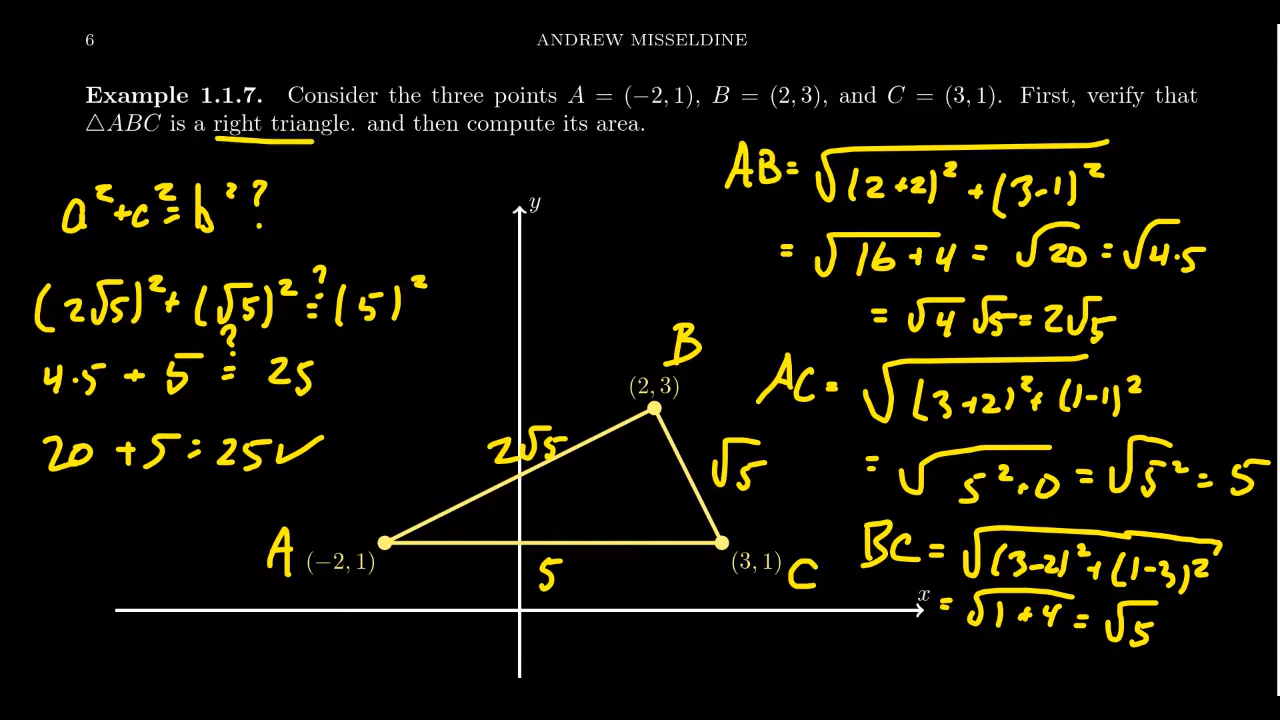 6 ANDREW MISSELDINE
Example 1.1.7. Consider the three points A = (−2, 1), B = (2, 3), and C = (3, 1). First, verify that
△ABC is a right triangle. and then compute its area.
a² + c² = b² ?
(2√5)² + (√5)² ≟ (5)²
4·5 + 5 ≟ 25
20 + 5 = 25 ✓
y
B
(2, 3)
2√5
√5
A
(−2, 1)
5
(3, 1)
C
x
AB = √((2+2)² + (3-1)²)
= √(16+4) = √20 = √(4·5)
= √4 √5 = 2√5
AC = √((3+2)² + (1-1)²)
= √(5²+0) = √5² = 5
BC = √((3-2)² + (1-3)²)
= √(1+4) = √5